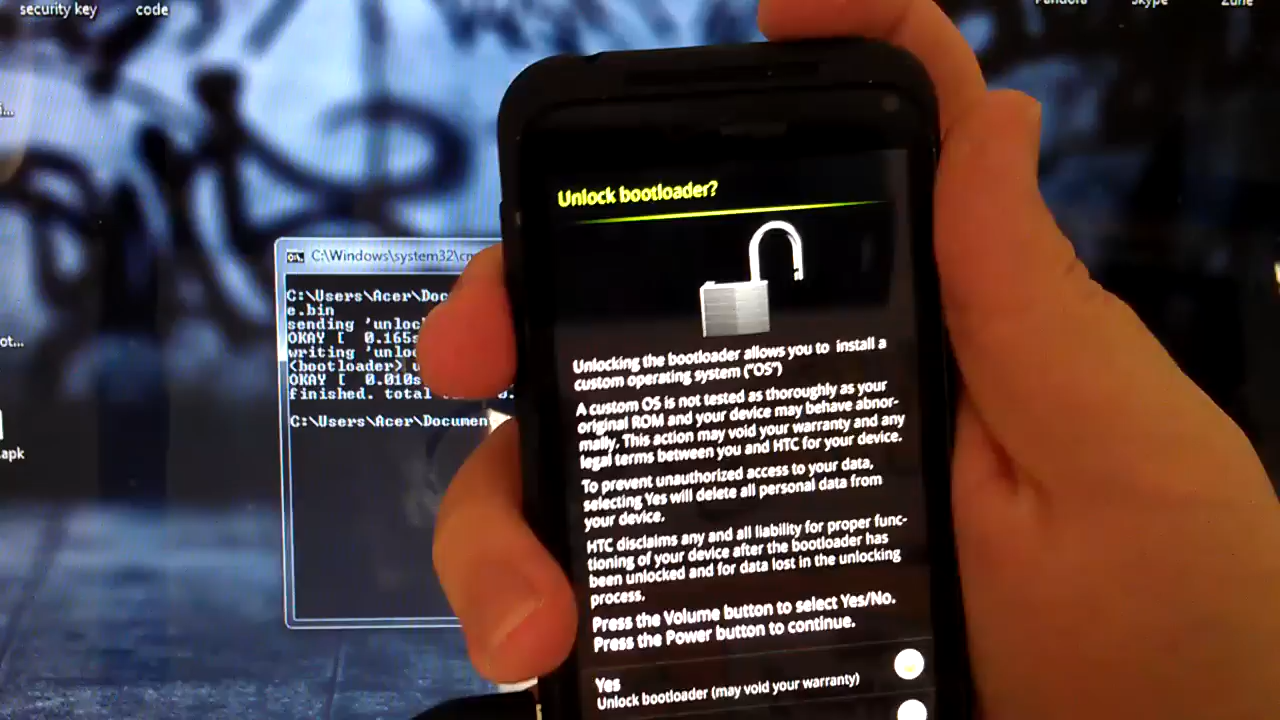 security key
code
Pandora
Skype
Zune
C:\Windows\system32\cm
C:\Users\Acer\Doc
e.bin
sending 'unloc
OKAY [ 0.165s
writing 'unloc
(bootloader) u
OKAY [ 0.010s
finished. total
C:\Users\Acer\Documen
ot...
.apk
Unlock bootloader?
Unlocking the bootloader allows you to install a
custom operating system ("OS")
A custom OS is not tested as thoroughly as your
original ROM and your device may behave abnor-
mally. This action may void your warranty and any
legal terms between you and HTC for your device.
To prevent unauthorized access to your data,
selecting Yes will delete all personal data from
your device.
HTC disclaims any and all liability for proper func-
tioning of your device after the bootloader has
been unlocked and for data lost in the unlocking
process.
Press the Volume button to select Yes/No.
Press the Power button to continue.
Yes
Unlock bootloader (may void your warranty)